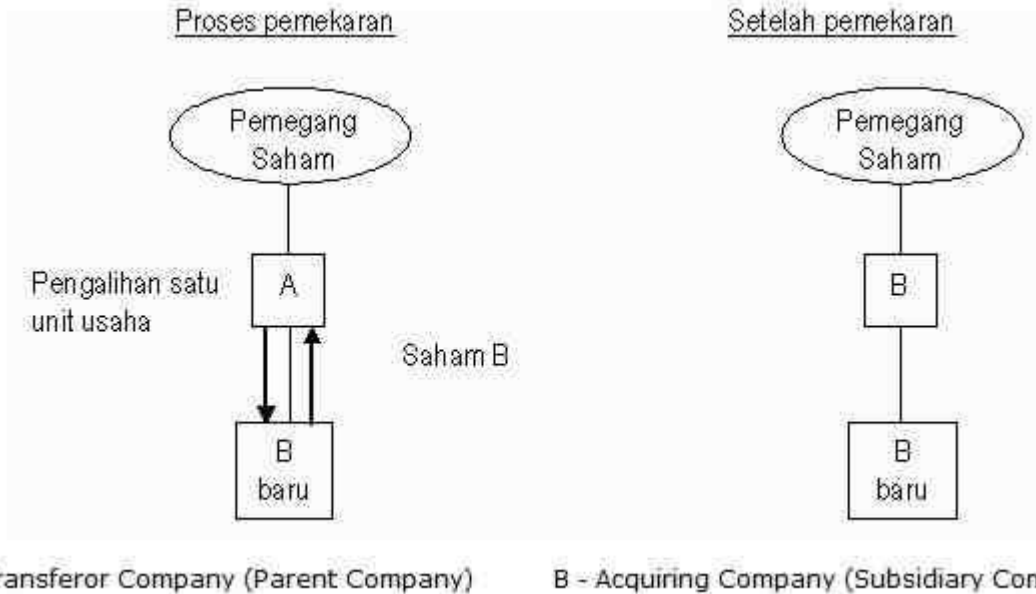 Proses pemekaran
Setelah pemekaran
Pemegang
Saham
Pemegang
Saham
Pengalihan satu
unit usaha
A
B
Saham B
B
baru
B
baru
ransferor Company (Parent Company)
B - Acquiring Company (Subsidiary Con